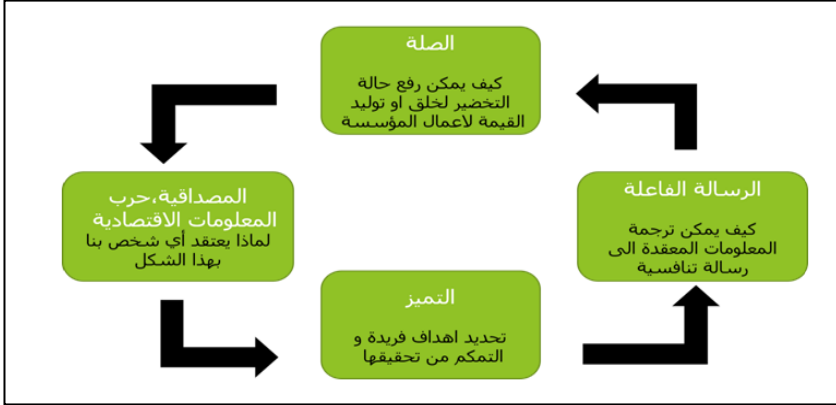 الصلة
كيف يمكن رفع حالة
التخضير لخلق او توليد
القيمة لاعمال المؤسسة
المصداقية،حرب
المعلومات الاقتصادية
لماذا يعتقد أي شخص بنا
بهذا الشكل
التميز
تحديد اهداف فريدة و
التمكم من تحقيقها
الرسالة الفاعلة
كيف يمكن ترجمة
المعلومات المعقدة الى
رسالة تنافسية